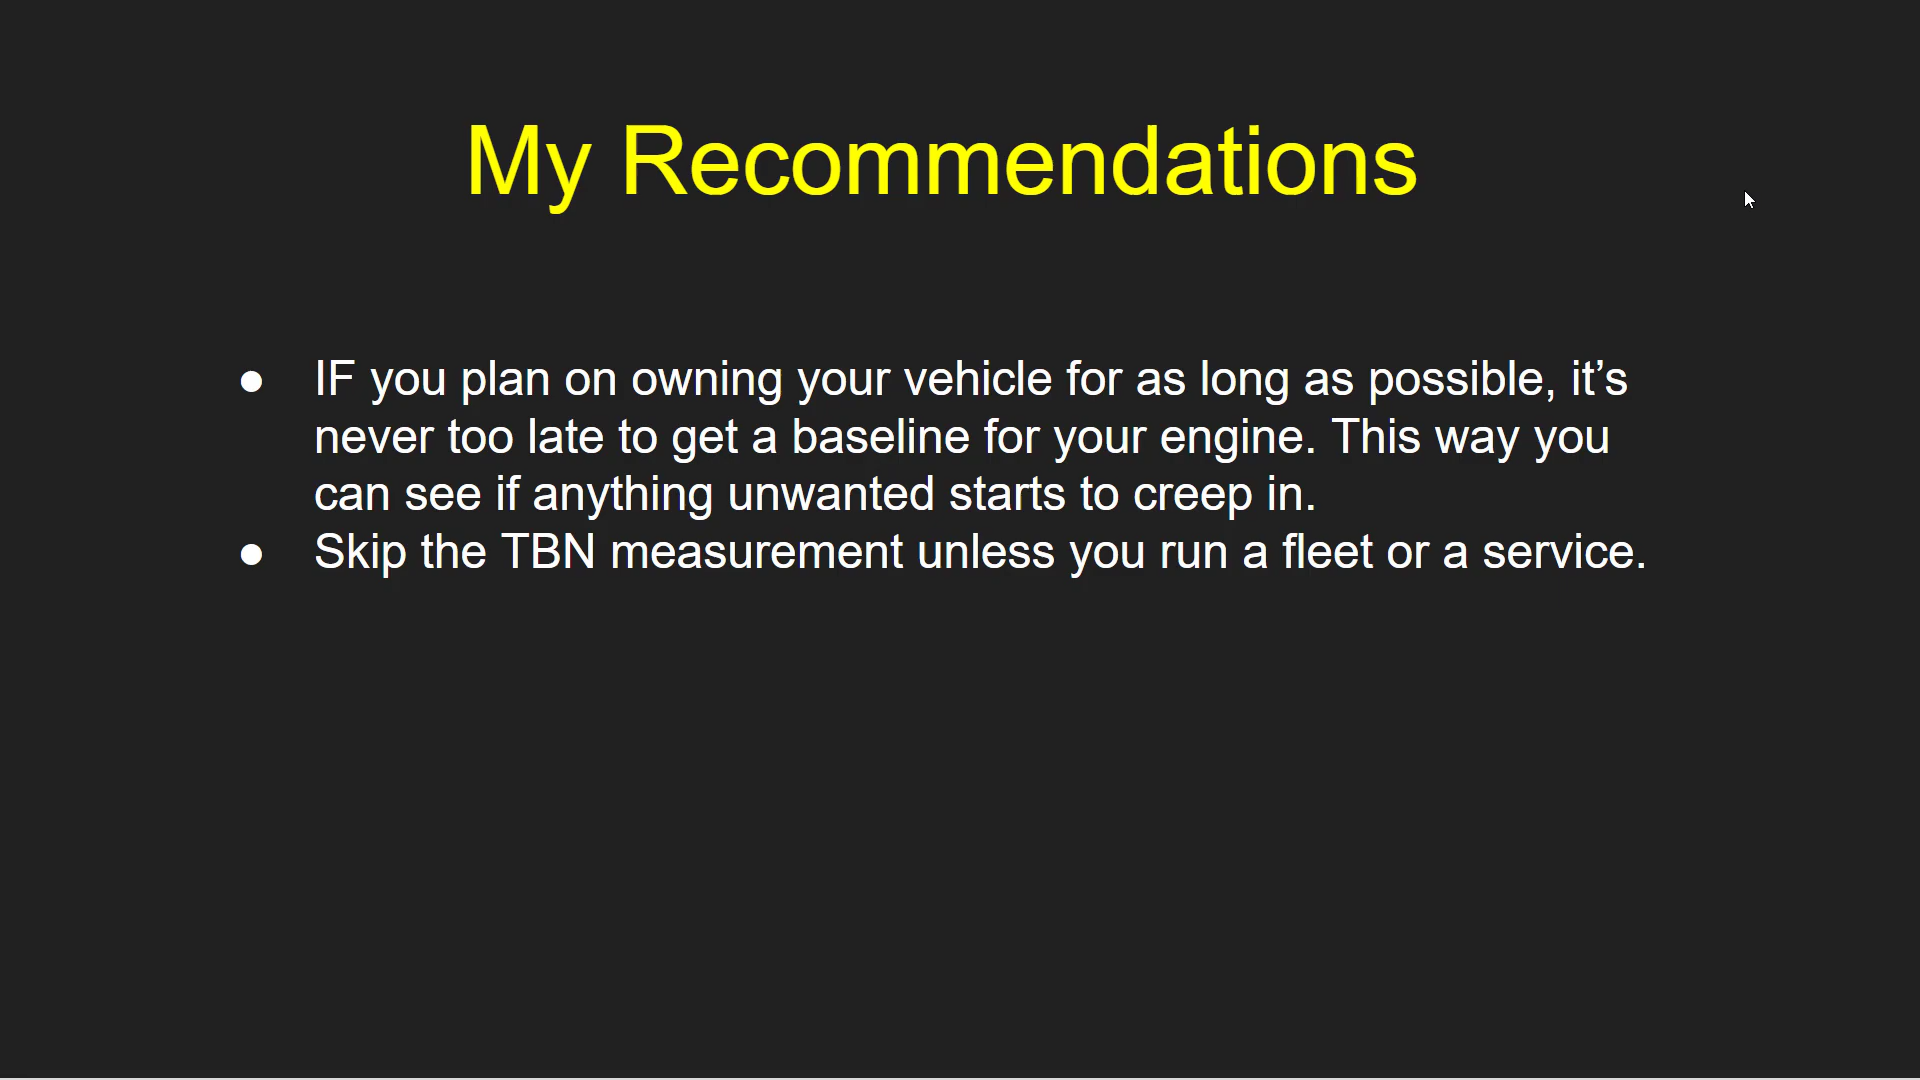 My Recommendations
● IF you plan on owning your vehicle for as long as possible, it’s
never too late to get a baseline for your engine. This way you
can see if anything unwanted starts to creep in.
● Skip the TBN measurement unless you run a fleet or a service.